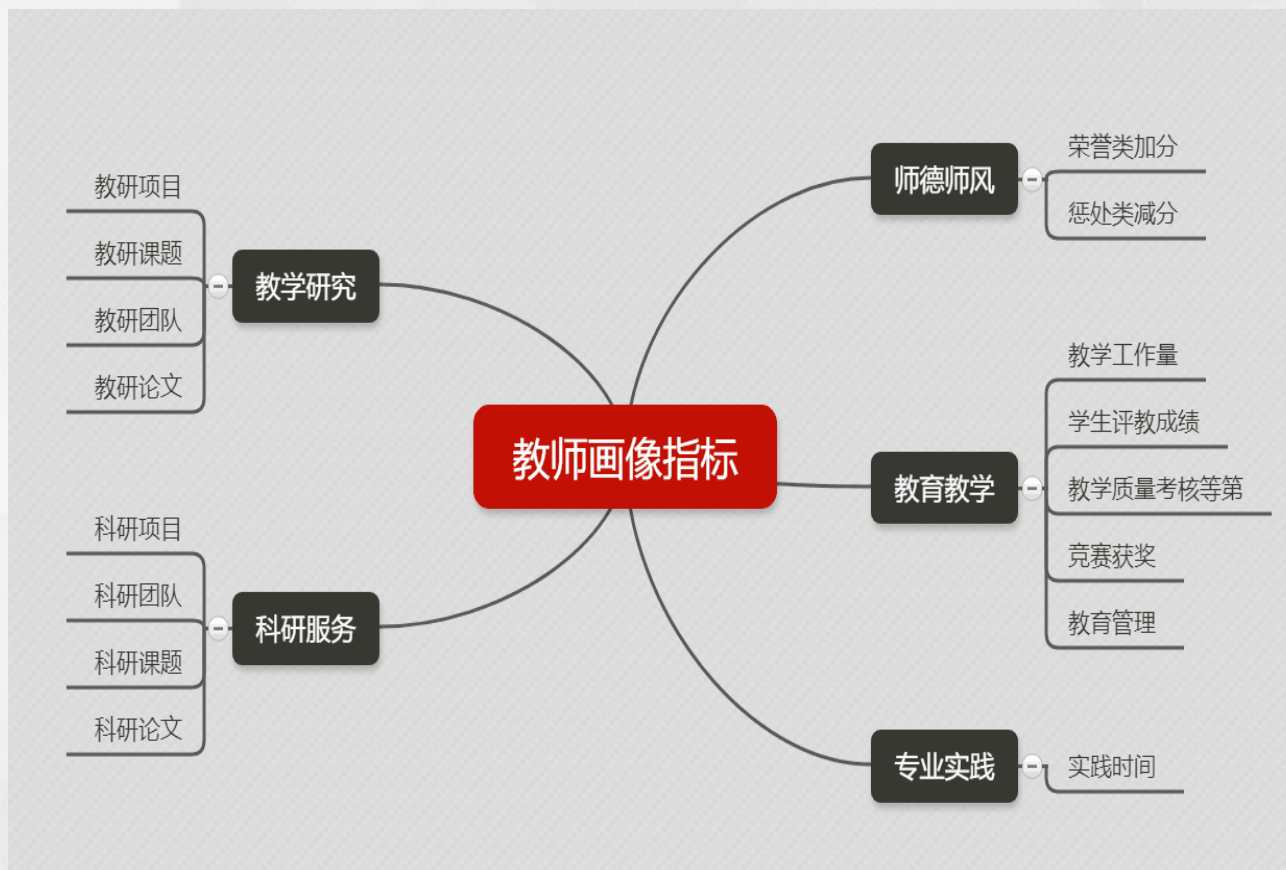 教师画像指标
师德师风
荣誉类加分
惩处类减分
教育教学
教学工作量
学生评教成绩
教学质量考核等第
竞赛获奖
教育管理
专业实践
实践时间
教学研究
教研项目
教研课题
教研团队
教研论文
科研服务
科研项目
科研团队
科研课题
科研论文